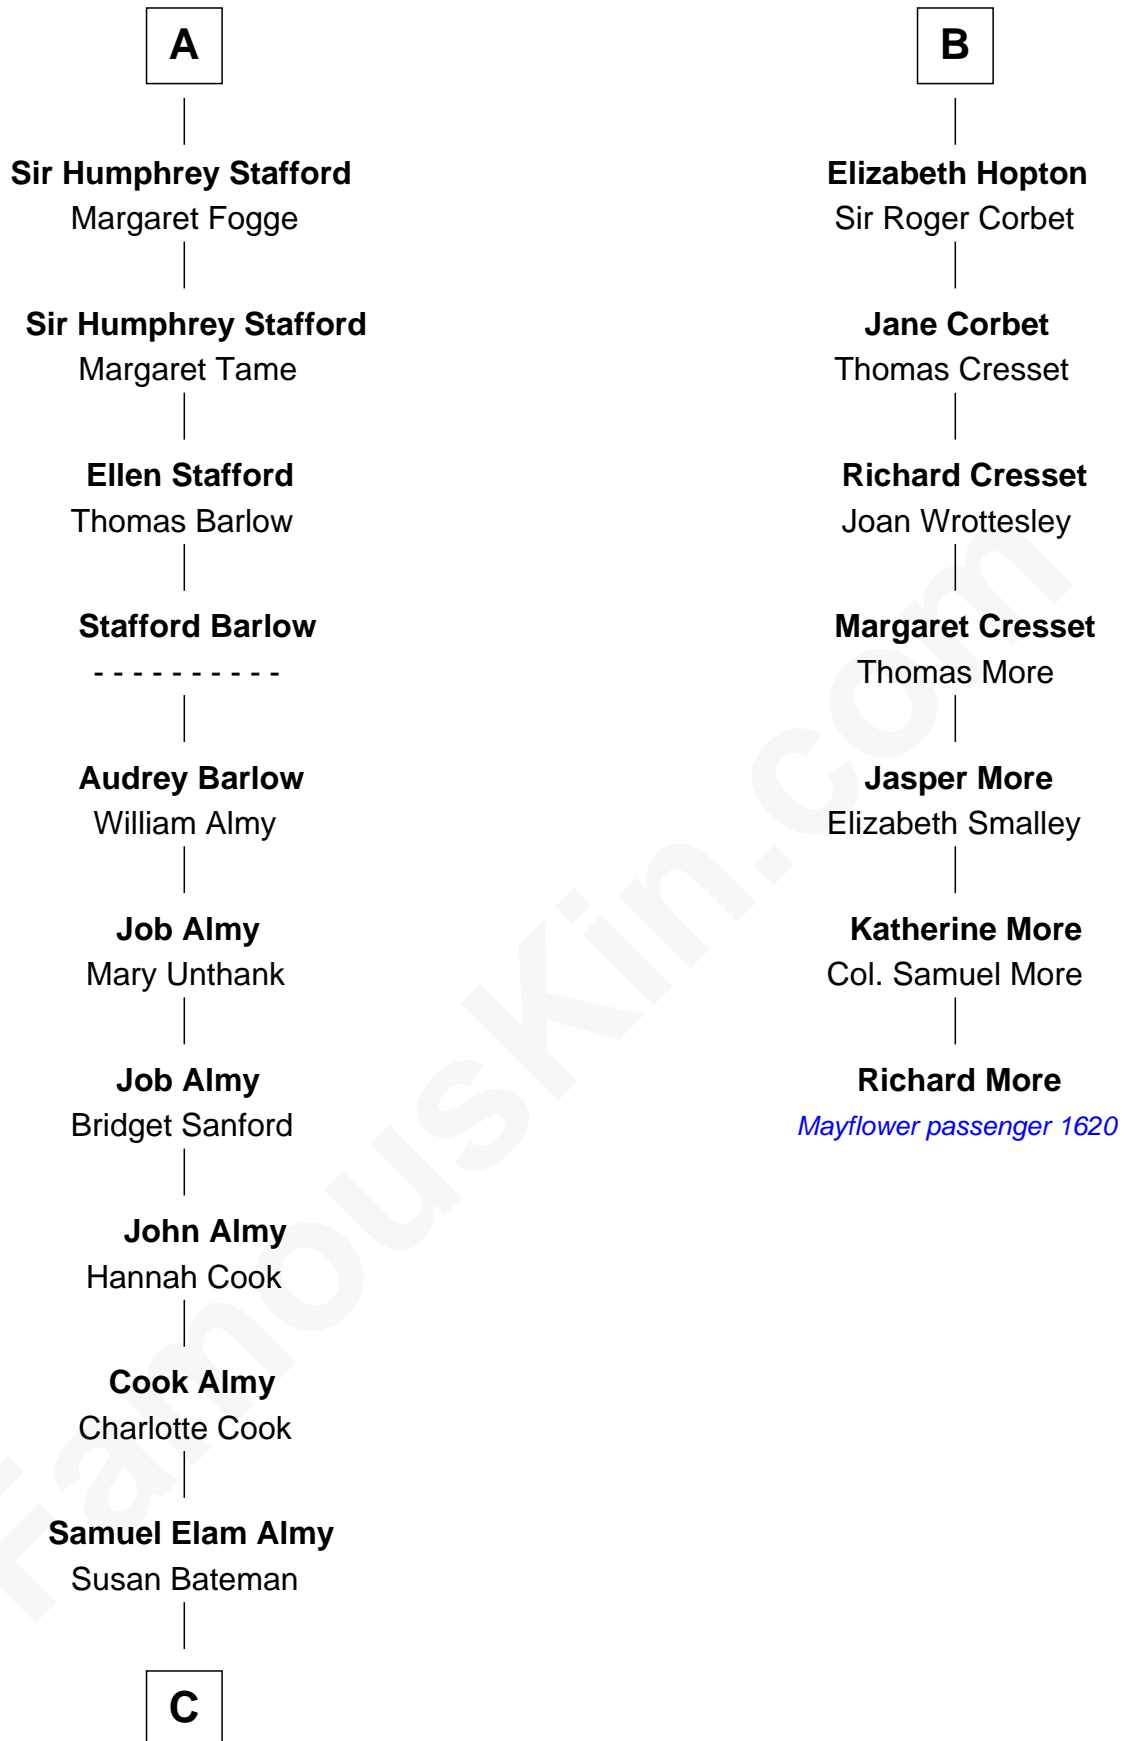 A
Sir Humphrey Stafford
Margaret Fogge
Sir Humphrey Stafford
Margaret Tame
Ellen Stafford
Thomas Barlow
Stafford Barlow
- - - - - - - - - -
Audrey Barlow
William Almy
Job Almy
Mary Unthank
Job Almy
Bridget Sanford
John Almy
Hannah Cook
Cook Almy
Charlotte Cook
Samuel Elam Almy
Susan Bateman
C
B
Elizabeth Hopton
Sir Roger Corbet
Jane Corbet
Thomas Cresset
Richard Cresset
Joan Wrottesley
Margaret Cresset
Thomas More
Jasper More
Elizabeth Smalley
Katherine More
Col. Samuel More
Richard More
Mayflower passenger 1620
FamousKin.com